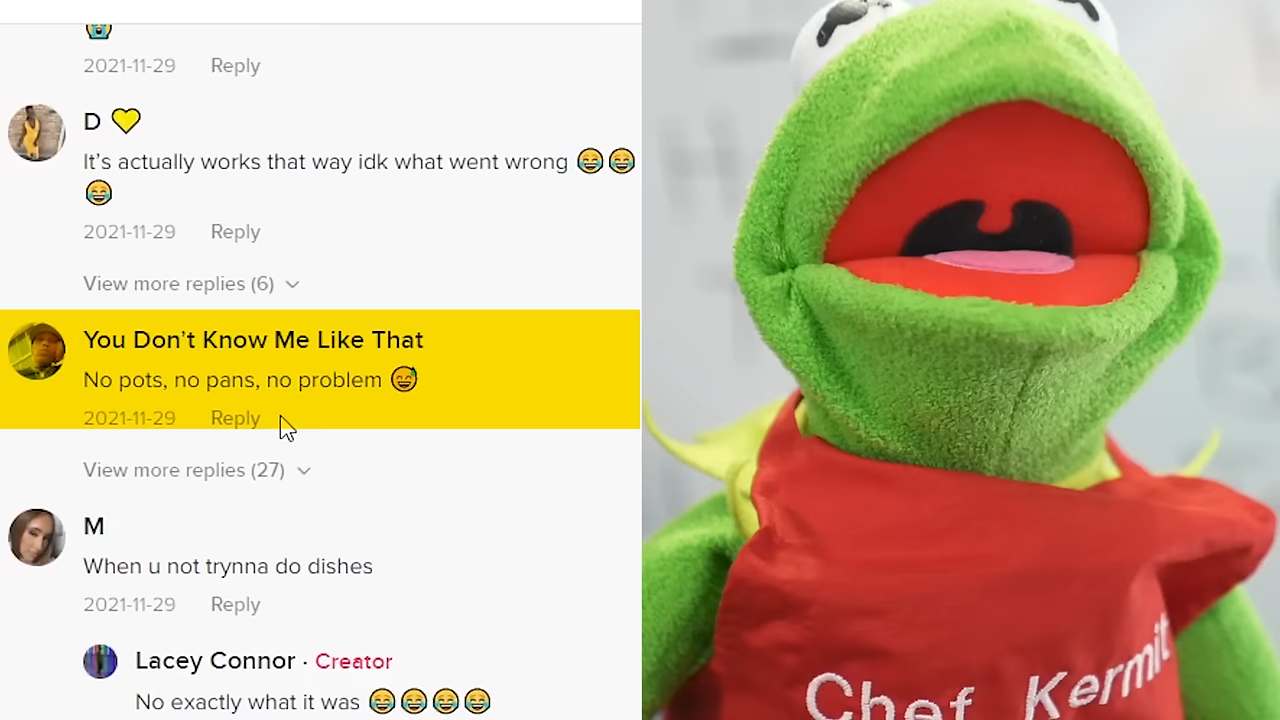 2021-11-29 Reply
D 💛
It’s actually works that way idk what went wrong 😂😂
😂
2021-11-29 Reply
View more replies (6)
You Don’t Know Me Like That
No pots, no pans, no problem 😅
2021-11-29 Reply
View more replies (27)
M
When u not trynna do dishes
2021-11-29 Reply
Lacey Connor · Creator
No exactly what it was 😂😂😂😂
Chef Kermit